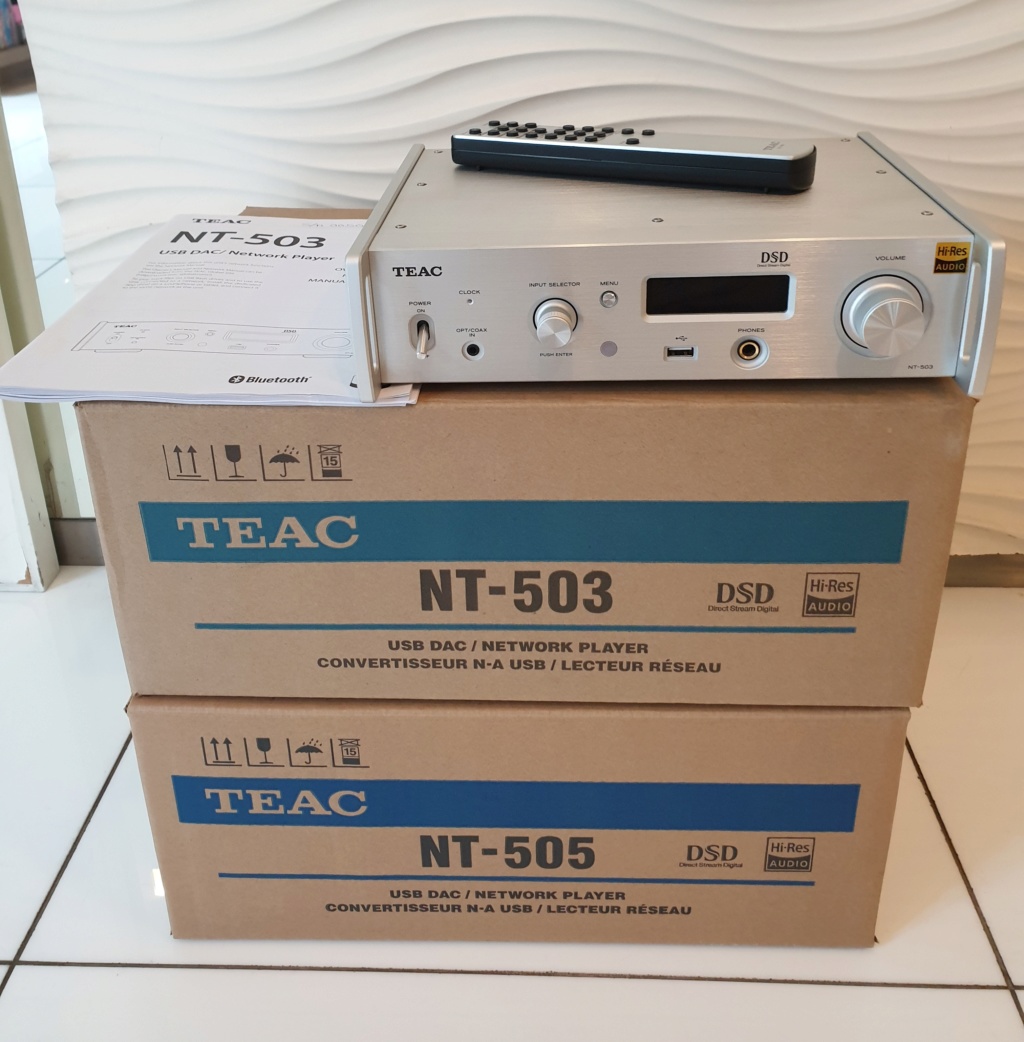 TEAC
NT-503
USB DAC/ Network Player
MANUA
Bluetooth
TEAC
TEAC
POWER
ON
CLOCK
OPT/COAX
IN
INPUT SELECTOR
PUSH ENTER
MENU
DSD
Direct Stream Digital
PHONES
VOLUME
Hi-Res
AUDIO
NT-503
15
TEAC
NT-503
DSD
Direct Stream Digital
Hi-Res
AUDIO
USB DAC / NETWORK PLAYER
CONVERTISSEUR N-A USB / LECTEUR RÉSEAU
15
TEAC
NT-505
DSD
Direct Stream Digital
Hi-Res
AUDIO
USB DAC / NETWORK PLAYER
CONVERTISSEUR N-A USB / LECTEUR RÉSEAU